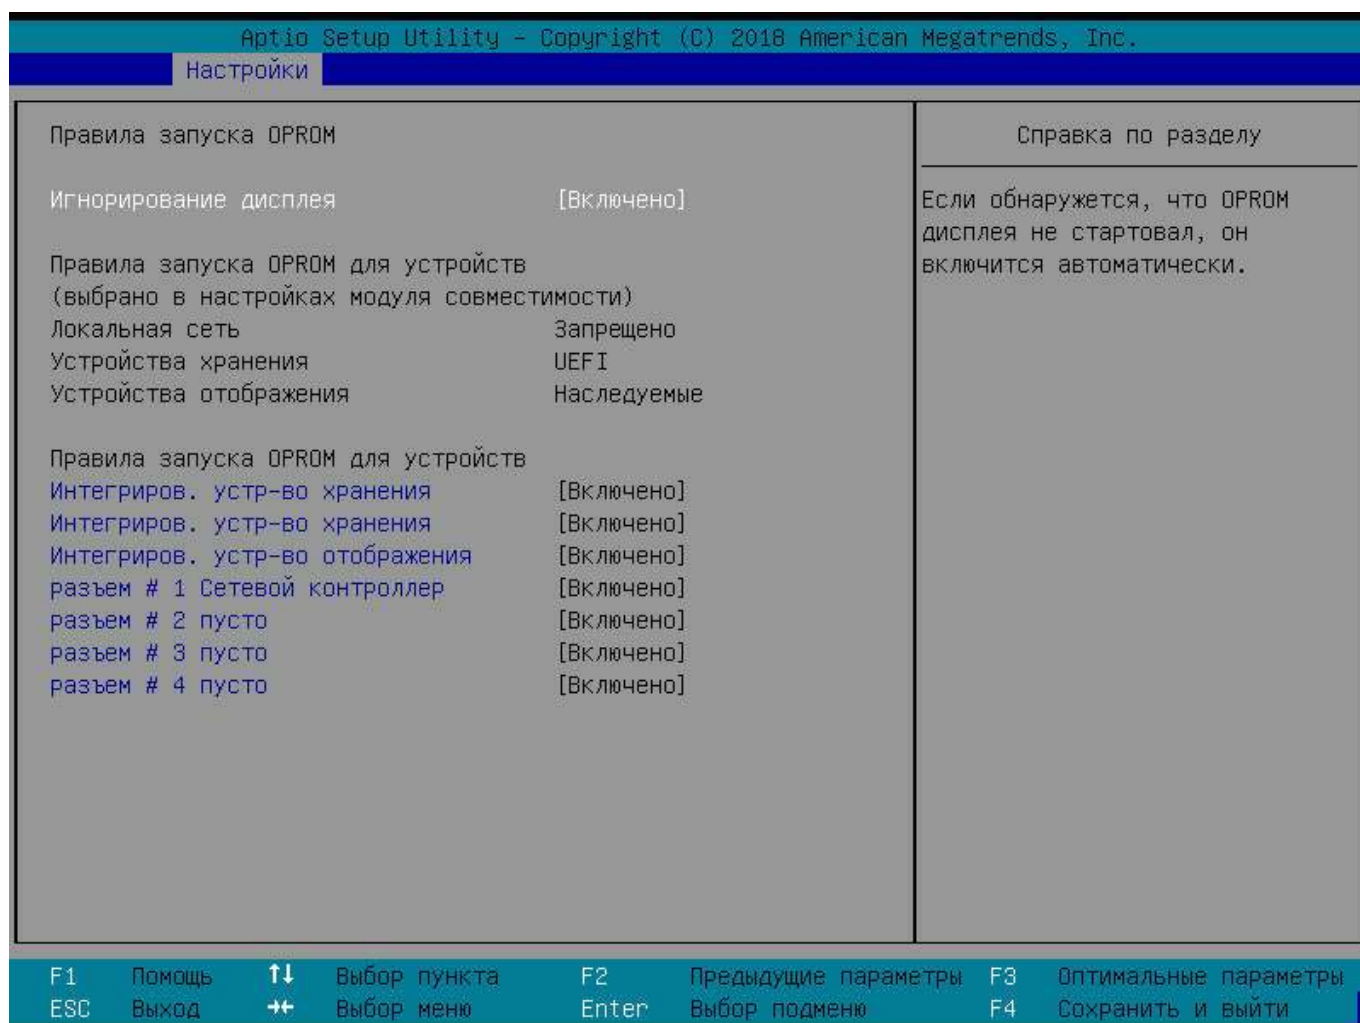 Aptio Setup Utility - Copyright (C) 2018 American Megatrends, Inc.
Настройки
Правила запуска OPROM
Игнорирование дисплея [Включено]
Правила запуска OPROM для устройств
(выбрано в настройках модуля совместимости)
Локальная сеть Запрещено
Устройства хранения UEFI
Устройства отображения Наследуемые
Правила запуска OPROM для устройств
Интегриров. устр-во хранения [Включено]
Интегриров. устр-во хранения [Включено]
Интегриров. устр-во отображения [Включено]
разъем # 1 Сетевой контроллер [Включено]
разъем # 2 пусто [Включено]
разъем # 3 пусто [Включено]
разъем # 4 пусто [Включено]
Справка по разделу
Если обнаружется, что OPROM
дисплея не стартовал, он
включится автоматически.
F1 Помощь ↑↓ Выбор пункта F2 Предыдущие параметры F3 Оптимальные параметры
ESC Выход →← Выбор меню Enter Выбор подменю F4 Сохранить и выйти